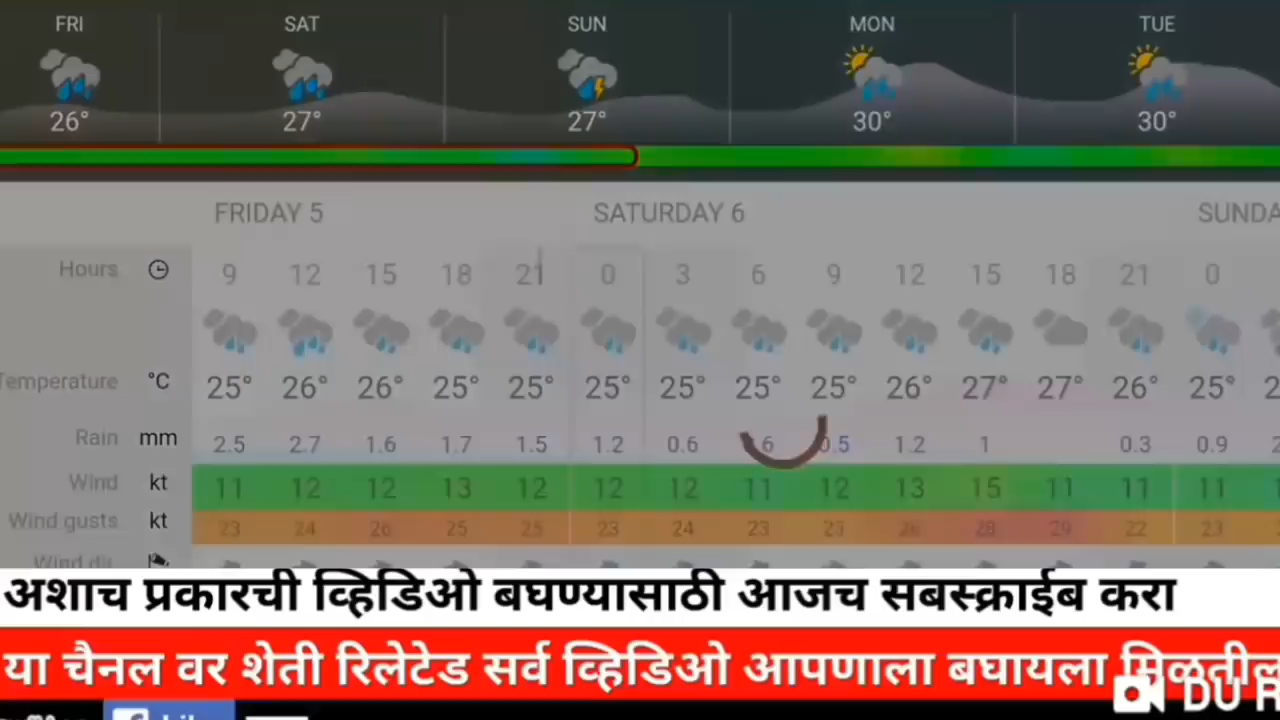 FRI SAT SUN MON TUE
26° 27° 27° 30° 30°
FRIDAY 5 SATURDAY 6
Hours 9 12 15 18 21 0 3 6 9 12 15 18 21 0
Temperature °C 25° 26° 26° 25° 25° 25° 25° 25° 25° 26° 27° 27° 26° 25°
Rain mm 2.5 2.7 1.6 1.7 1.5 1.2 0.6 0.5 1.2 1 0.3 0.9
Wind kt 11 12 12 13 12 12 12 11 12 13 15 11 11 11
Wind gusts kt 23 24 26 25 25 23 24 23 23 26 28 29 22 23
Wind dir
अशाच प्रकारची व्हिडिओ बघण्यासाठी आजच सबस्क्राईब करा
या चैनल वर शेती रिलेटेड सर्व व्हिडिओ आपणाला बघायला मिळतील
DU